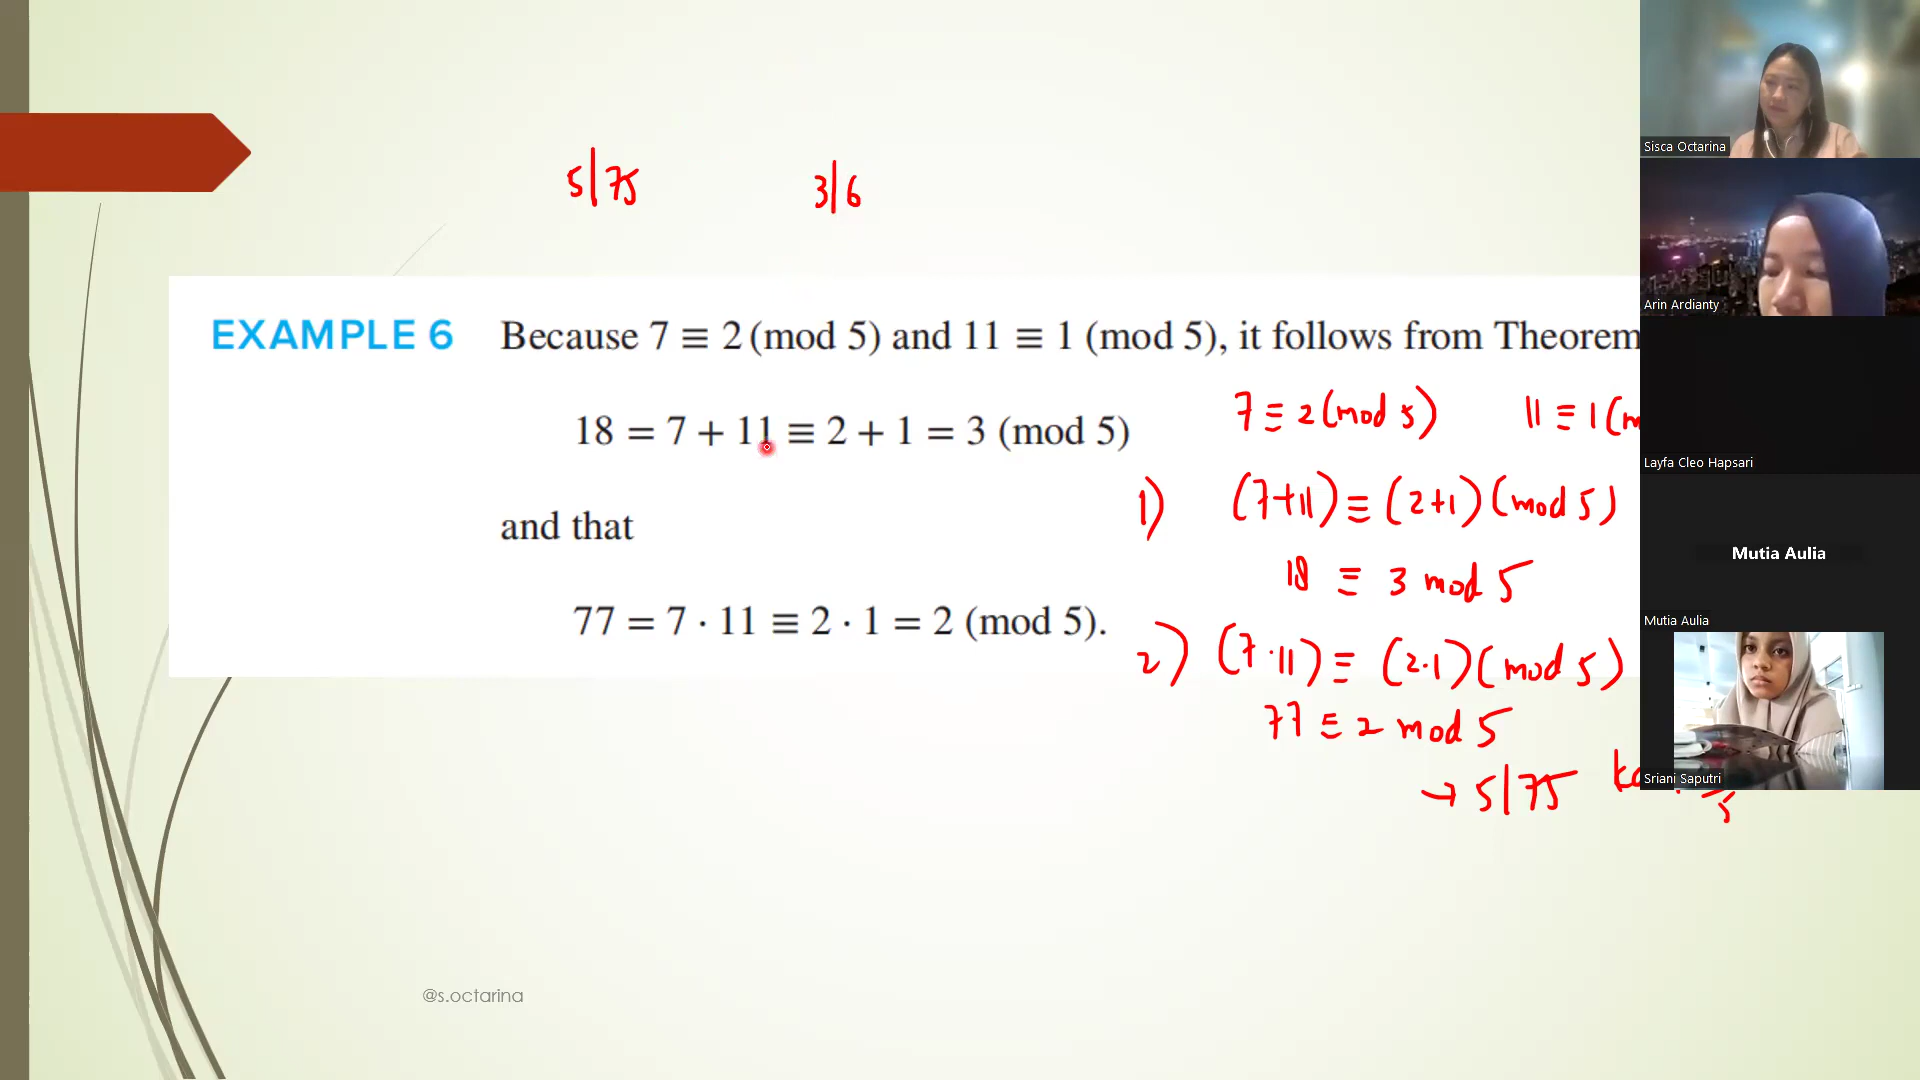 5|75
3|6
EXAMPLE 6 Because 7 ≡ 2 (mod 5) and 11 ≡ 1 (mod 5), it follows from Theorem
18 = 7 + 11 ≡ 2 + 1 = 3 (mod 5)
and that
77 = 7 · 11 ≡ 2 · 1 = 2 (mod 5).
7 ≡ 2 (mod 5) 11 ≡ 1 (m
1) (7+11) ≡ (2+1) (mod 5)
18 ≡ 3 mod 5
2) (7·11) ≡ (2·1) (mod 5)
77 ≡ 2 mod 5
→ 5|75
5
@s.octarina
Sisca Octarina
Arin Ardianty
Layfa Cleo Hapsari
Mutia Aulia
Mutia Aulia
Sriani Saputri